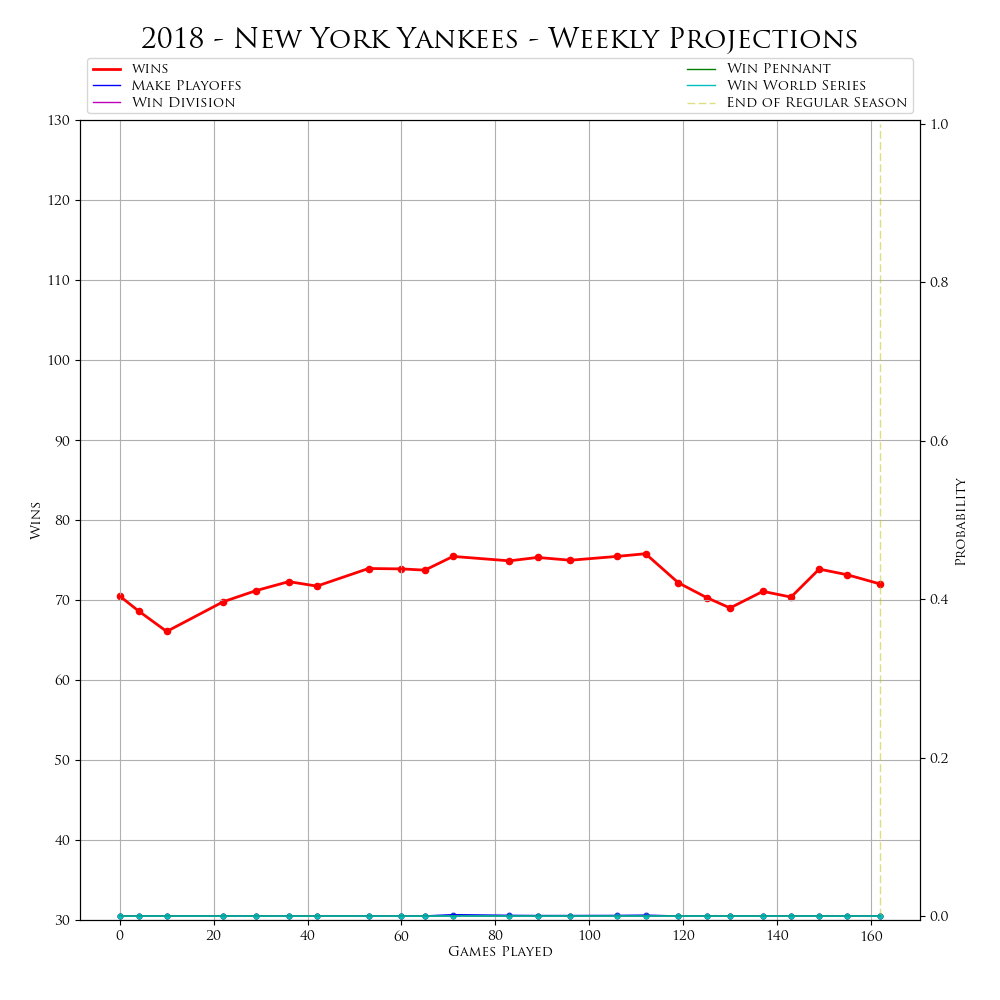 2018 - New York Yankees - Weekly Projections
wins
Make Playoffs
Win Division
Win Pennant
Win World Series
End of Regular Season
130
120
110
100
90
80
70
60
50
40
30
1.0
0.8
0.6
0.4
0.2
0.0
Wins
Probability
0 20 40 60 80 100 120 140 160
Games Played